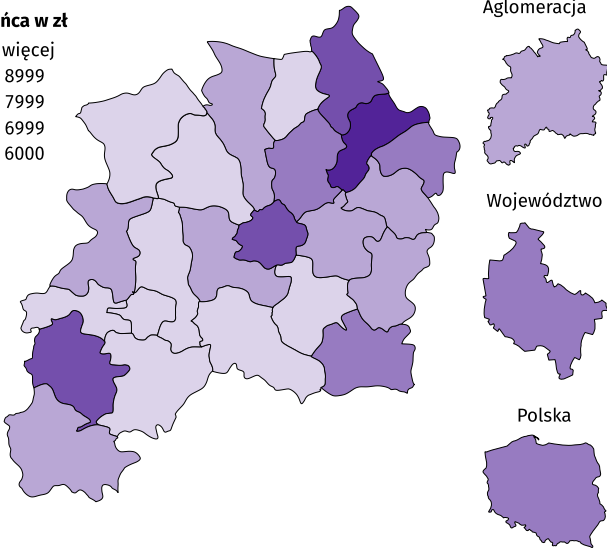 ńca w zł
więcej
8999
7999
6999
6000
Aglomeracja
Województwo
Polska